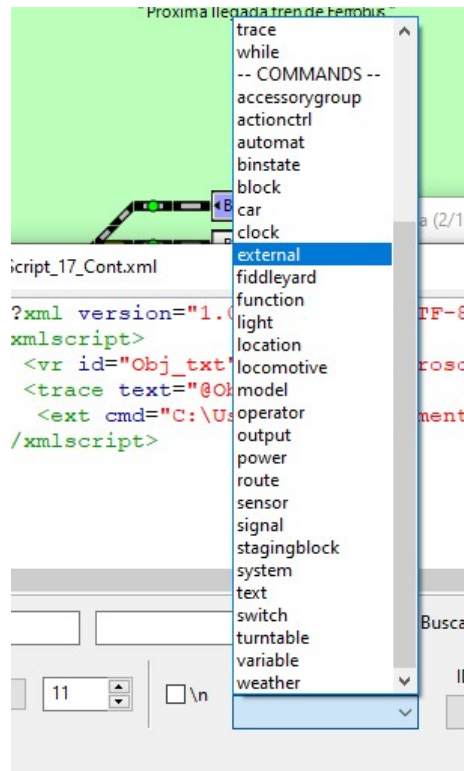 " Próxima llegada tren de Ferrobus "
trace
while
-- COMMANDS --
accessorygroup
actionctrl
automat
binstate
block
car
clock
external
fiddleyard
function
light
location
locomotive
model
operator
output
power
route
sensor
signal
stagingblock
system
text
switch
turntable
variable
weather
a (2/1
Script_17_Cont.xml
?xml version="1.0 TF-8
xmlscript>
<vr id="Obj_txt" rosc
<trace text="@Ob
<ext cmd="C:\Us ment
/xmlscript>
Busca
11
\n